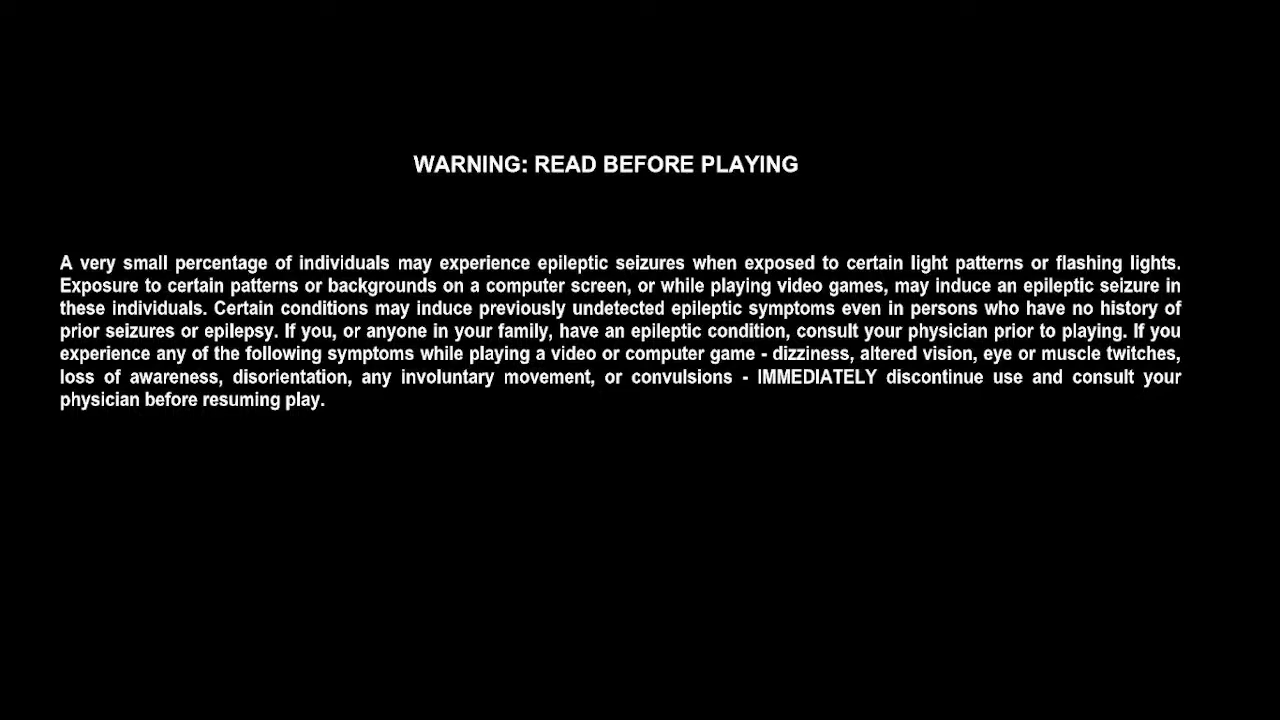 WARNING: READ BEFORE PLAYING
A very small percentage of individuals may experience epileptic seizures when exposed to certain light patterns or flashing lights.
Exposure to certain patterns or backgrounds on a computer screen, or while playing video games, may induce an epileptic seizure in
these individuals. Certain conditions may induce previously undetected epileptic symptoms even in persons who have no history of
prior seizures or epilepsy. If you, or anyone in your family, have an epileptic condition, consult your physician prior to playing. If you
experience any of the following symptoms while playing a video or computer game - dizziness, altered vision, eye or muscle twitches,
loss of awareness, disorientation, any involuntary movement, or convulsions - IMMEDIATELY discontinue use and consult your
physician before resuming play.